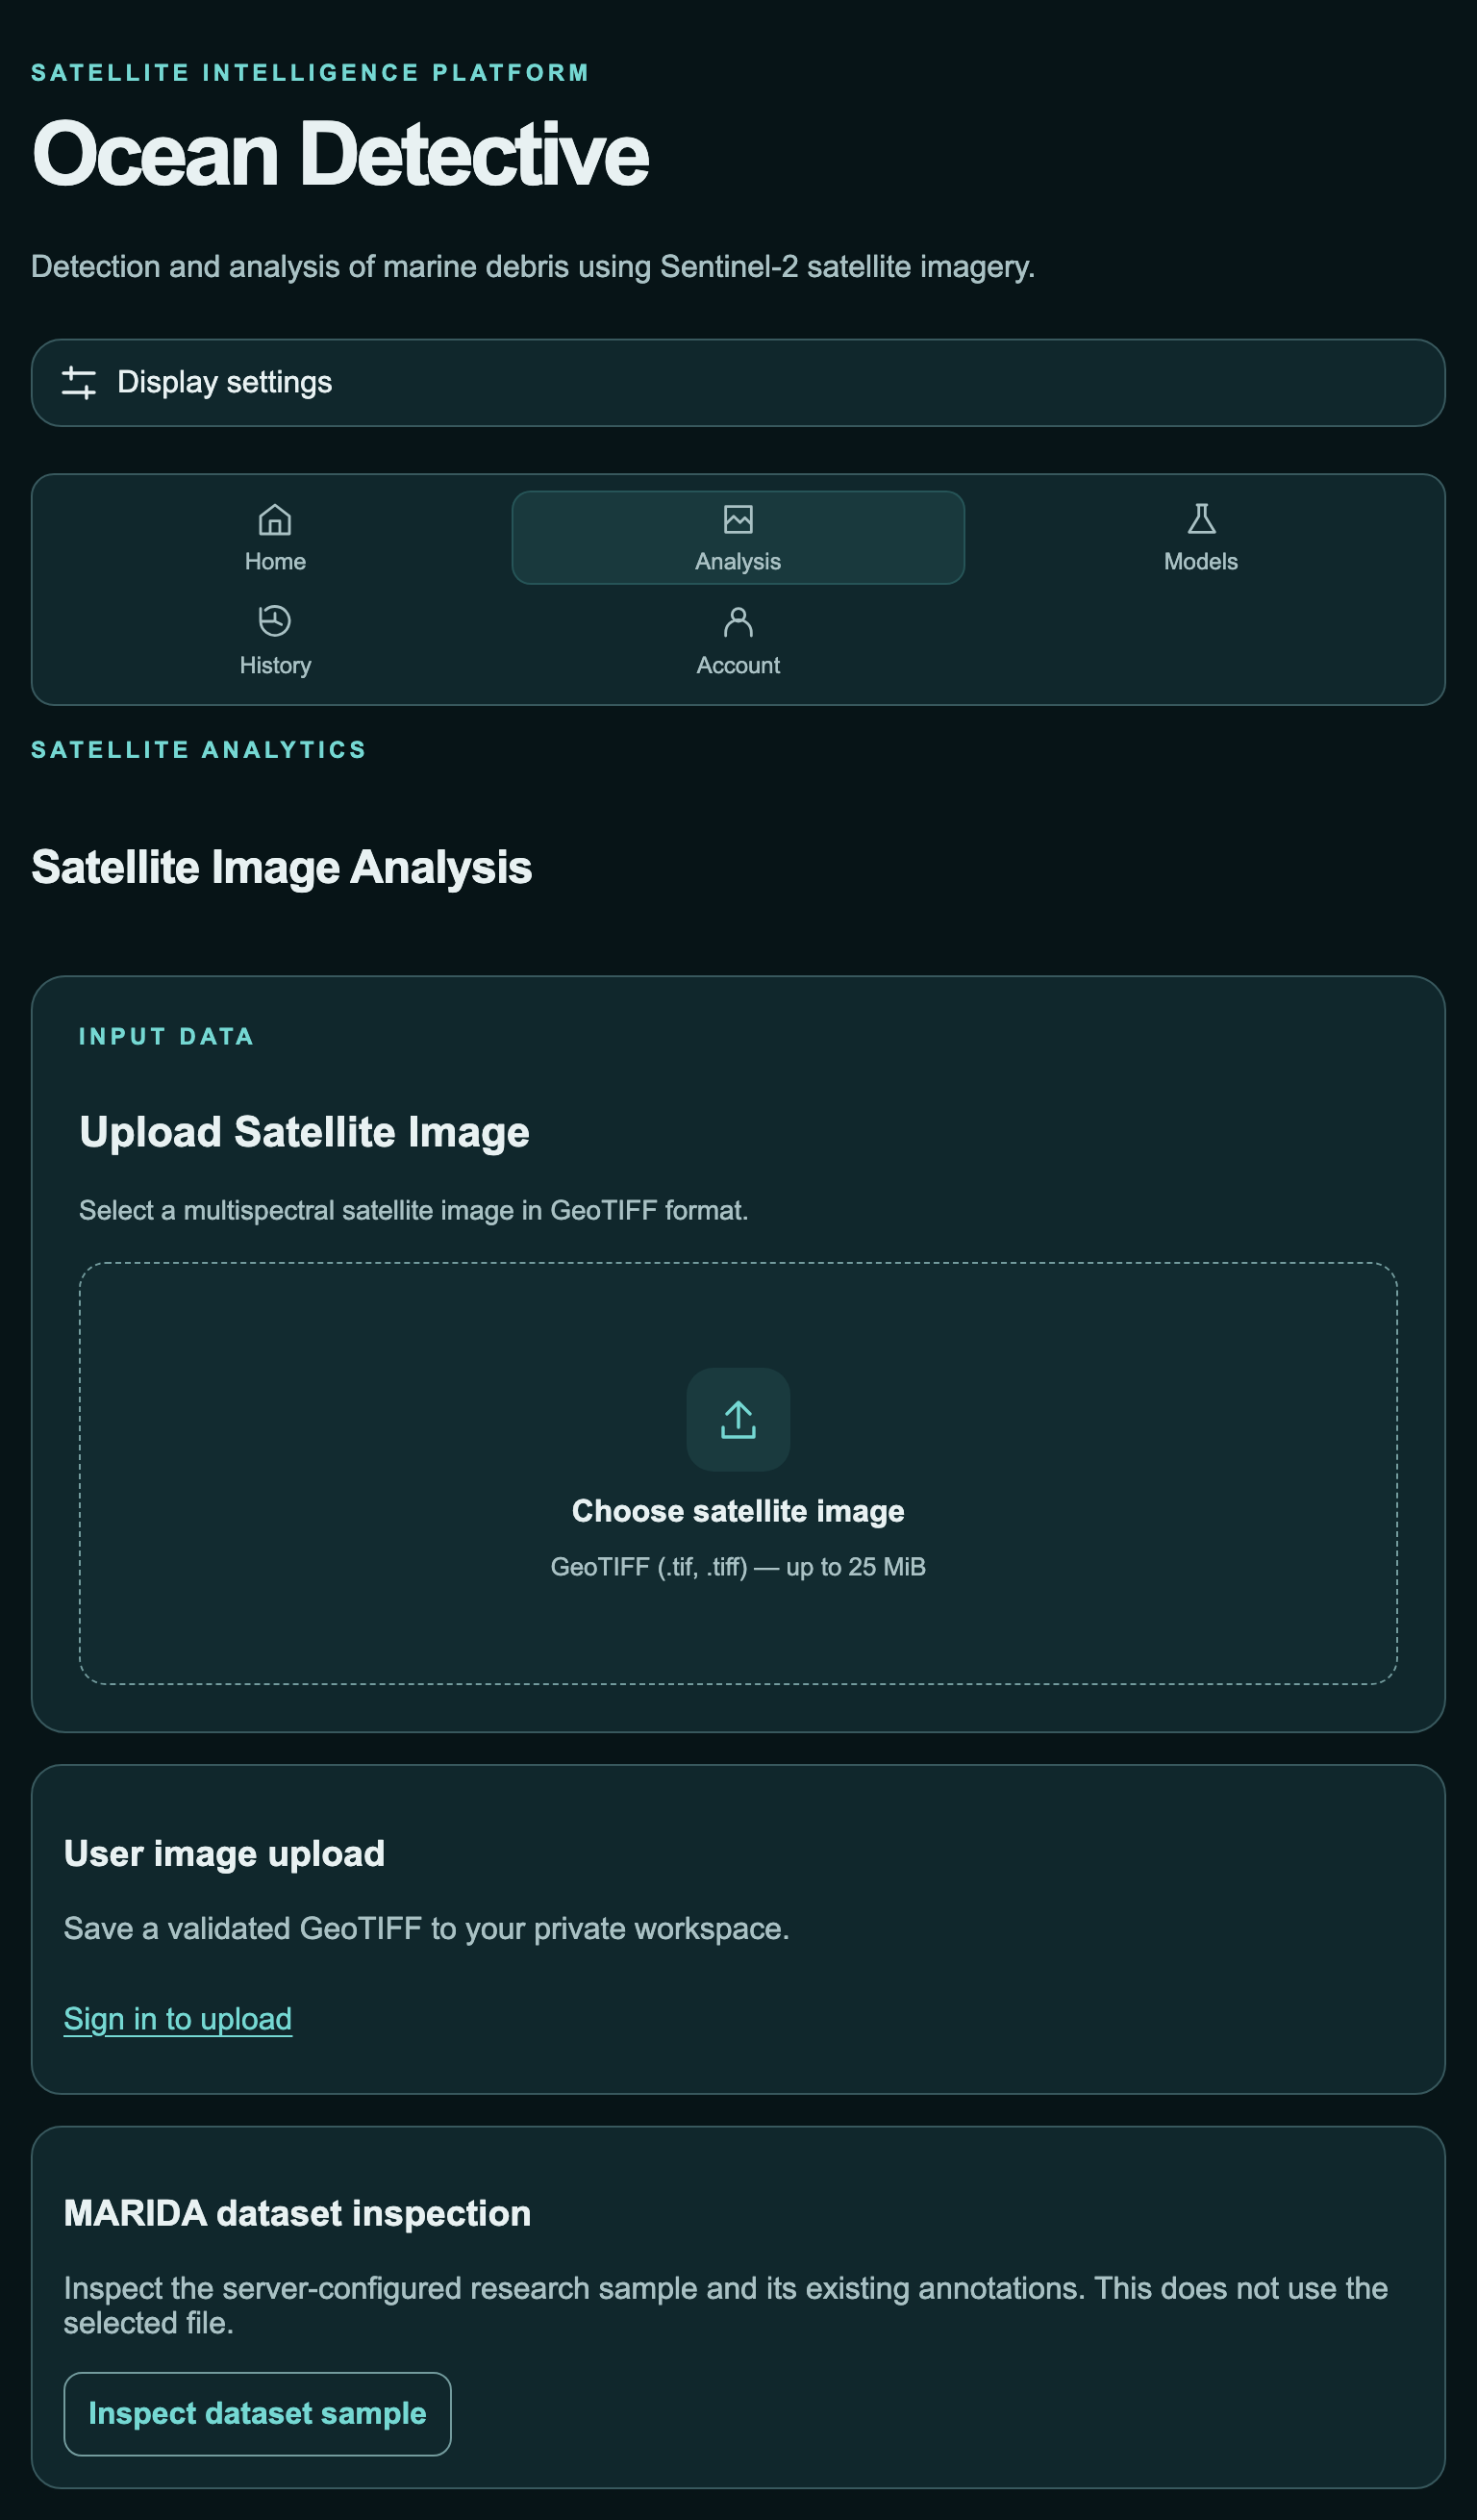 SATELLITE INTELLIGENCE PLATFORM
Ocean Detective
Detection and analysis of marine debris using Sentinel-2 satellite imagery.
Display settings
Home
Analysis
Models
History
Account
SATELLITE ANALYTICS
Satellite Image Analysis
INPUT DATA
Upload Satellite Image
Select a multispectral satellite image in GeoTIFF format.
Choose satellite image
GeoTIFF (.tif, .tiff) — up to 25 MiB
User image upload
Save a validated GeoTIFF to your private workspace.
Sign in to upload
MARIDA dataset inspection
Inspect the server-configured research sample and its existing annotations. This does not use the
selected file.
Inspect dataset sample